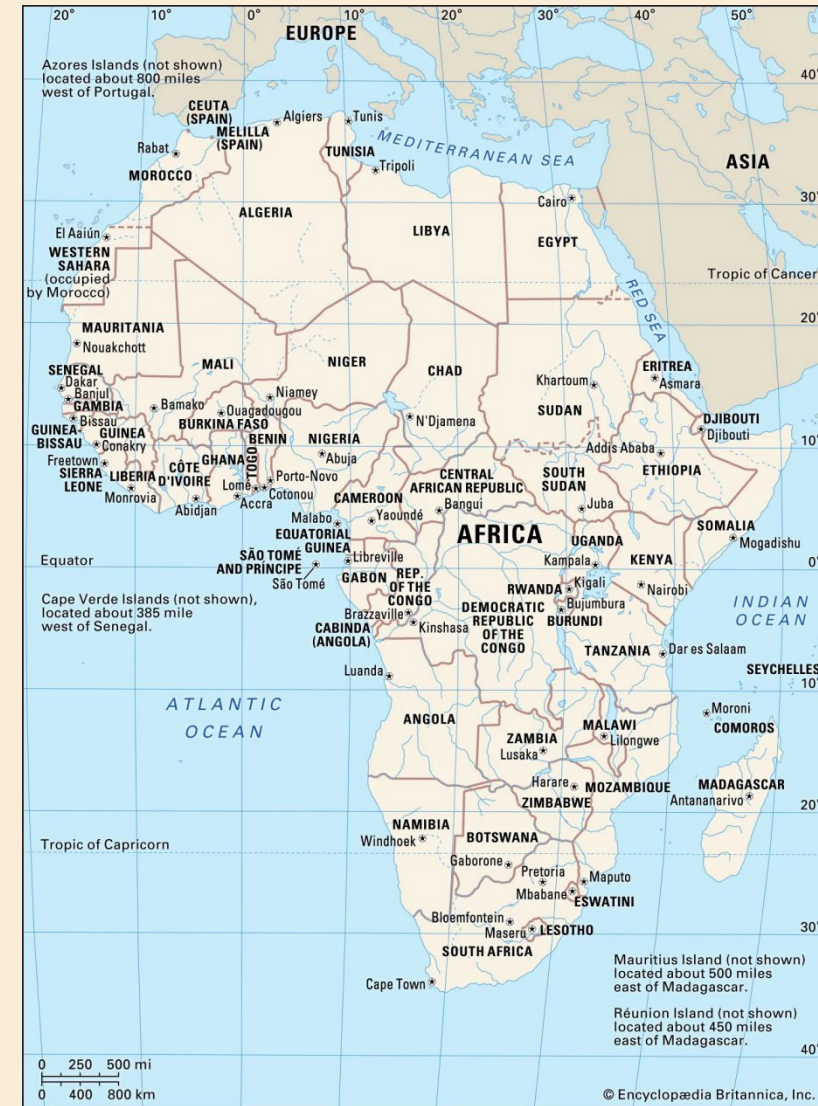 20°
10°
0°
10°
20°
30°
40°
50°
EUROPE
Azores Islands (not shown)
located about 800 miles
west of Portugal.
40°
CEUTA
(SPAIN)
Algiers
Tunis
MELILLA
(SPAIN)
MEDITERRANEAN SEA
Rabat
TUNISIA
Tripoli
ASIA
MOROCCO
Cairo
30°
ALGERIA
LIBYA
EGYPT
El Aaiún
WESTERN
SAHARA
(occupied
by Morocco)
Tropic of Cancer
RED SEA
20°
MAURITANIA
Nouakchott
MALI
NIGER
CHAD
ERITREA
Asmara
SENEGAL
Dakar
Banjul
GAMBIA
Khartoum
SUDAN
Bamako
Niamey
Ouagadougou
BURKINA FASO
N'Djamena
DJIBOUTI
Djibouti
Bissau
GUINEA-
BISSAU
GUINEA
Conakry
BENIN
NIGERIA
Abuja
10°
Addis Ababa
ETHIOPIA
Freetown
SIERRA
LEONE
LIBERIA
Monrovia
CÔTE
D'IVOIRE
Abidjan
GHANA
TOGO
Lomé
Accra
Porto-Novo
Cotonou
CENTRAL
AFRICAN REPUBLIC
Bangui
SOUTH
SUDAN
Juba
CAMEROON
Yaoundé
Malabo
EQUATORIAL
GUINEA
AFRICA
SOMALIA
Mogadishu
UGANDA
Kampala
KENYA
Equator
SÃO TOMÉ
AND PRÍNCIPE
São Tomé
Libreville
GABON
REP.
OF THE
CONGO
0°
RWANDA
Kigali
Nairobi
Cape Verde Islands (not shown),
located about 385 mile
west of Senegal.
Brazzaville
Kinshasa
DEMOCRATIC
REPUBLIC
OF THE
CONGO
Bujumbura
BURUNDI
INDIAN
OCEAN
CABINDA
(ANGOLA)
TANZANIA
Dar es Salaam
Luanda
SEYCHELLES
10°
ATLANTIC
OCEAN
ANGOLA
Moroni
COMOROS
ZAMBIA
Lusaka
MALAWI
Lilongwe
Harare
ZIMBABWE
MOZAMBIQUE
MADAGASCAR
Antananarivo
20°
NAMIBIA
Windhoek
BOTSWANA
Tropic of Capricorn
Gaborone
Pretoria
Maputo
Mbabane
ESWATINI
Bloemfontein
Maseru
LESOTHO
30°
SOUTH AFRICA
Cape Town
Mauritius Island (not shown)
located about 500 miles
east of Madagascar.
Réunion Island (not shown)
located about 450 miles
east of Madagascar.
40°
0 250 500 mi
0 400 800 km
© Encyclopædia Britannica, Inc.